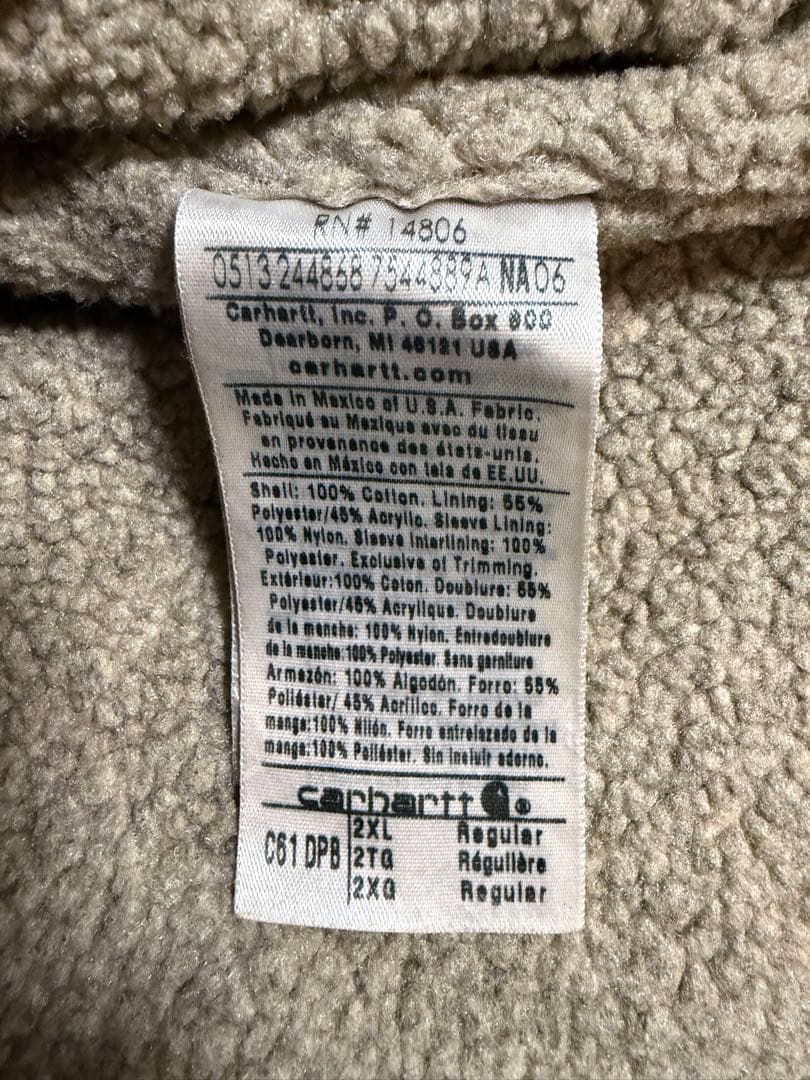 RN# 14806
0513 244868 7544389A NA06
Carhartt, Inc. P. O. Box 600
Dearborn, MI 48121 USA
carhartt.com
Made in Mexico of U.S.A. Fabric.
Fabriqué au Mexique avec du tissu
en provenance des états-unis.
Hecho en México con tela de EE.UU.
Shell: 100% Cotton. Lining: 55%
Polyester/45% Acrylic. Sleeve Lining:
100% Nylon. Sleeve Interlining: 100%
Polyester. Exclusive of Trimming.
Extérieur:100% Coton. Doublure: 55%
Polyester/45% Acrylique. Doublure
de la manche: 100% Nylon. Entredoublure
de la manche:100% Polyester. Sans garniture
Armazón: 100% Algodón. Forro: 55%
Poliéster/ 45% Acrílico. Forro de la
manga:100% Nilón. Forro entrelazado de la
manga:100% Poliéster. Sin incluir adorno.
carhartt ®
C61 DPB
2XL Regular
2TG Régulière
2XG Regular